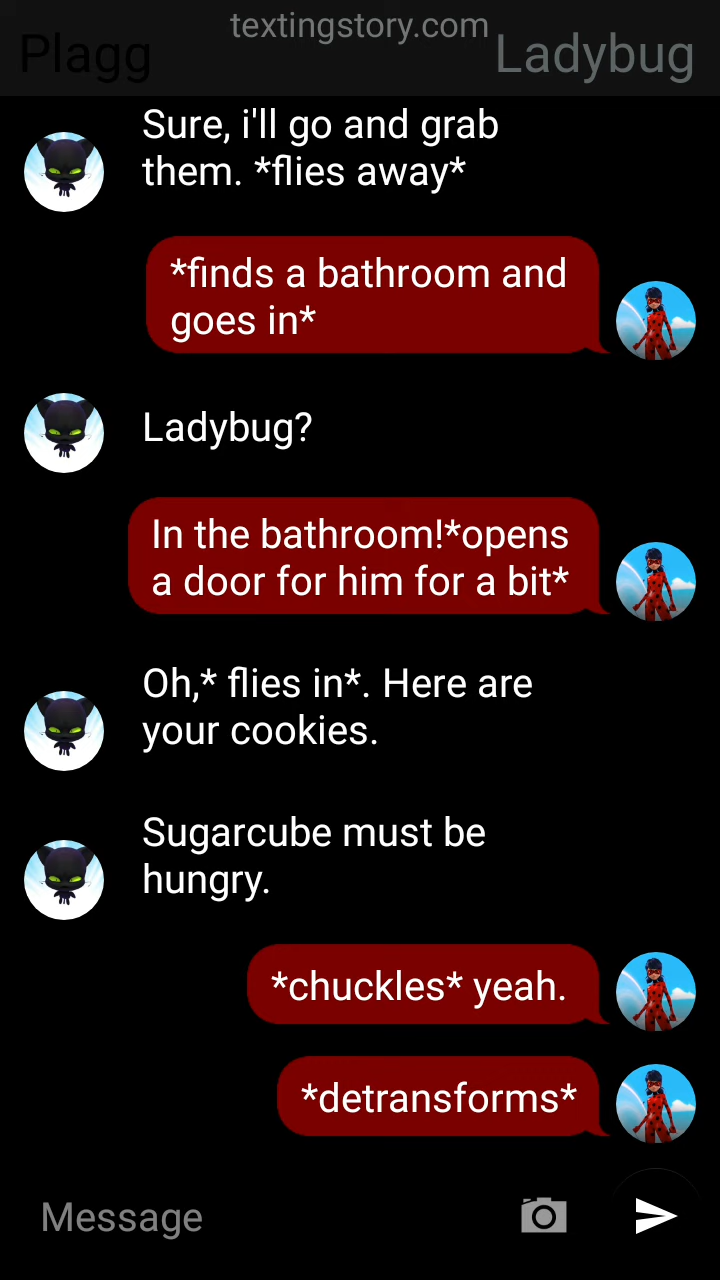 textingstory.com
Plagg
Ladybug
Sure, i'll go and grab
them. *flies away*
*finds a bathroom and
goes in*
Ladybug?
In the bathroom!*opens
a door for him for a bit*
Oh,* flies in*. Here are
your cookies.
Sugarcube must be
hungry.
*chuckles* yeah.
*detransforms*
Message